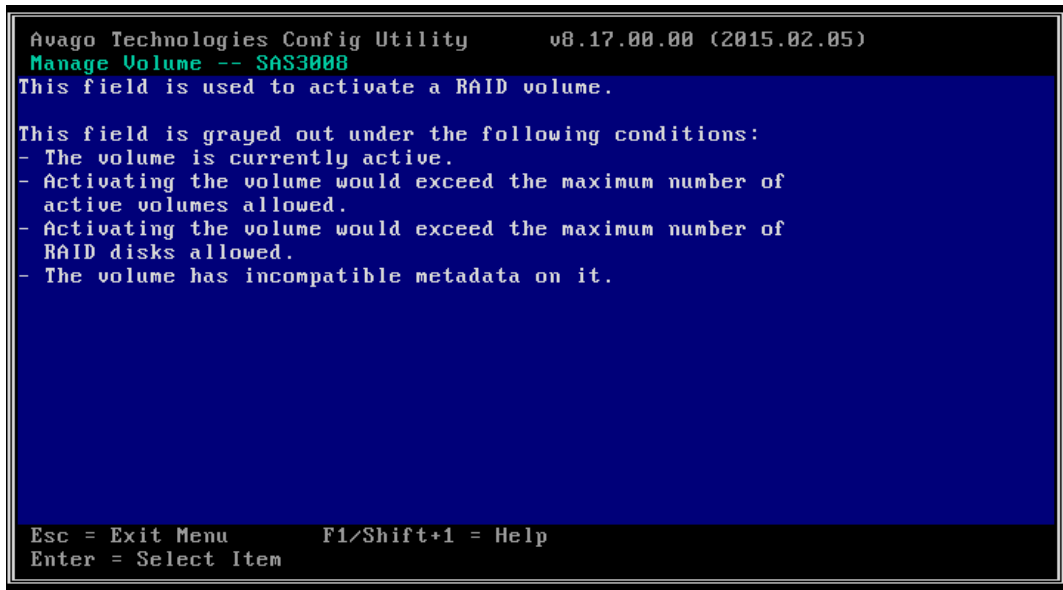 Avago Technologies Config Utility v8.17.00.00 (2015.02.05)
Manage Volume -- SAS3008
This field is used to activate a RAID volume.
This field is grayed out under the following conditions:
- The volume is currently active.
- Activating the volume would exceed the maximum number of
active volumes allowed.
- Activating the volume would exceed the maximum number of
RAID disks allowed.
- The volume has incompatible metadata on it.
Esc = Exit Menu F1/Shift+1 = Help
Enter = Select Item